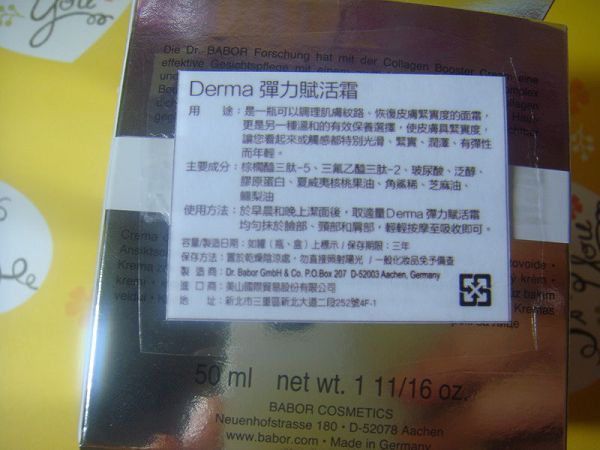 you
Die Dr. BABOR Forschung hat mit der Collagen Booster Cream eine
effektive Gesichtspflege mit einem
Derma 彈力賦活霜
用 途：是一瓶可以調理肌膚紋路、恢復皮膚緊實度的面霜，
更是另一種溫和的有效保養選擇，使皮膚具緊實度，
讓您看起來或觸感都特別光滑、緊實、潤澤、有彈性
而年輕。
主要成分：棕櫚醯三肽-5、三氟乙醯三肽-2、玻尿酸、泛醇、
膠原蛋白、夏威夷核桃果油、角鯊稀、芝麻油、
鱷梨油
使用方法：於早晨和晚上潔面後，取適量Derma 彈力賦活霜
均勻抹於臉部、頸部和肩部，輕輕按摩至吸收即可。
容量/製造日期：如罐（瓶、盒）上標示 / 保存期限：三年
保存方法：置於乾燥陰涼處，勿直接照射陽光 / 一般化妝品免予備查
製 造 商：Dr. Babor GmbH & Co. P.O.Box 207 D-52003 Aachen, Germany
進 口 商：美山國際貿易股份有限公司
地 址：新北市三重區新北大道二段252號4F-1
50 ml net wt. 1 11/16 oz.
BABOR COSMETICS
Neuenhofstrasse 180 • D-52078 Aachen
www.babor.com • Made in Germany